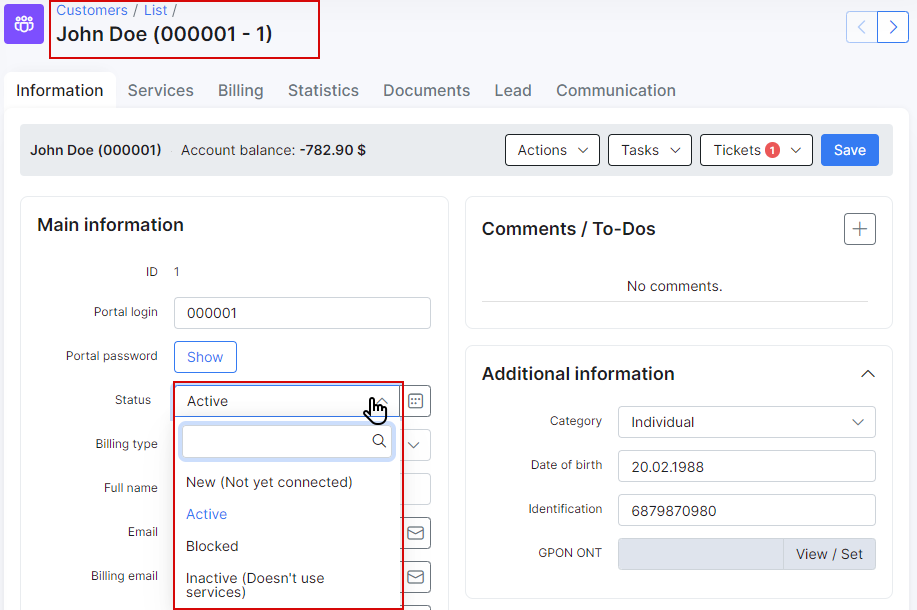 Customers / List /
John Doe (000001 - 1)
Information Services Billing Statistics Documents Lead Communication
John Doe (000001) Account balance: -782.90 $ Actions Tasks Tickets 1 Save
Main information
ID 1
Portal login 000001
Portal password Show
Status Active
Billing type
Full name
Email
Billing email
New (Not yet connected)
Active
Blocked
Inactive (Doesn't use
services)
Comments / To-Dos
No comments.
Additional information
Category Individual
Date of birth 20.02.1988
Identification 6879870980
GPON ONT View / Set